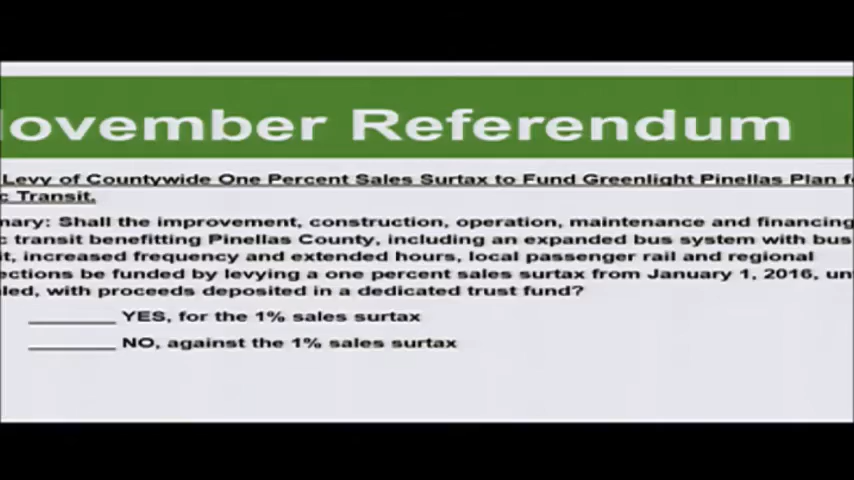 ovember Referendum
Levy of Countywide One Percent Sales Surtax to Fund Greenlight Pinellas Plan f
c Transit.
mary: Shall the improvement, construction, operation, maintenance and financing
c transit benefitting Pinellas County, including an expanded bus system with bus
it, increased frequency and extended hours, local passenger rail and regional
ections be funded by levying a one percent sales surtax from January 1, 2016, un
led, with proceeds deposited in a dedicated trust fund?
______ YES, for the 1% sales surtax
______ NO, against the 1% sales surtax